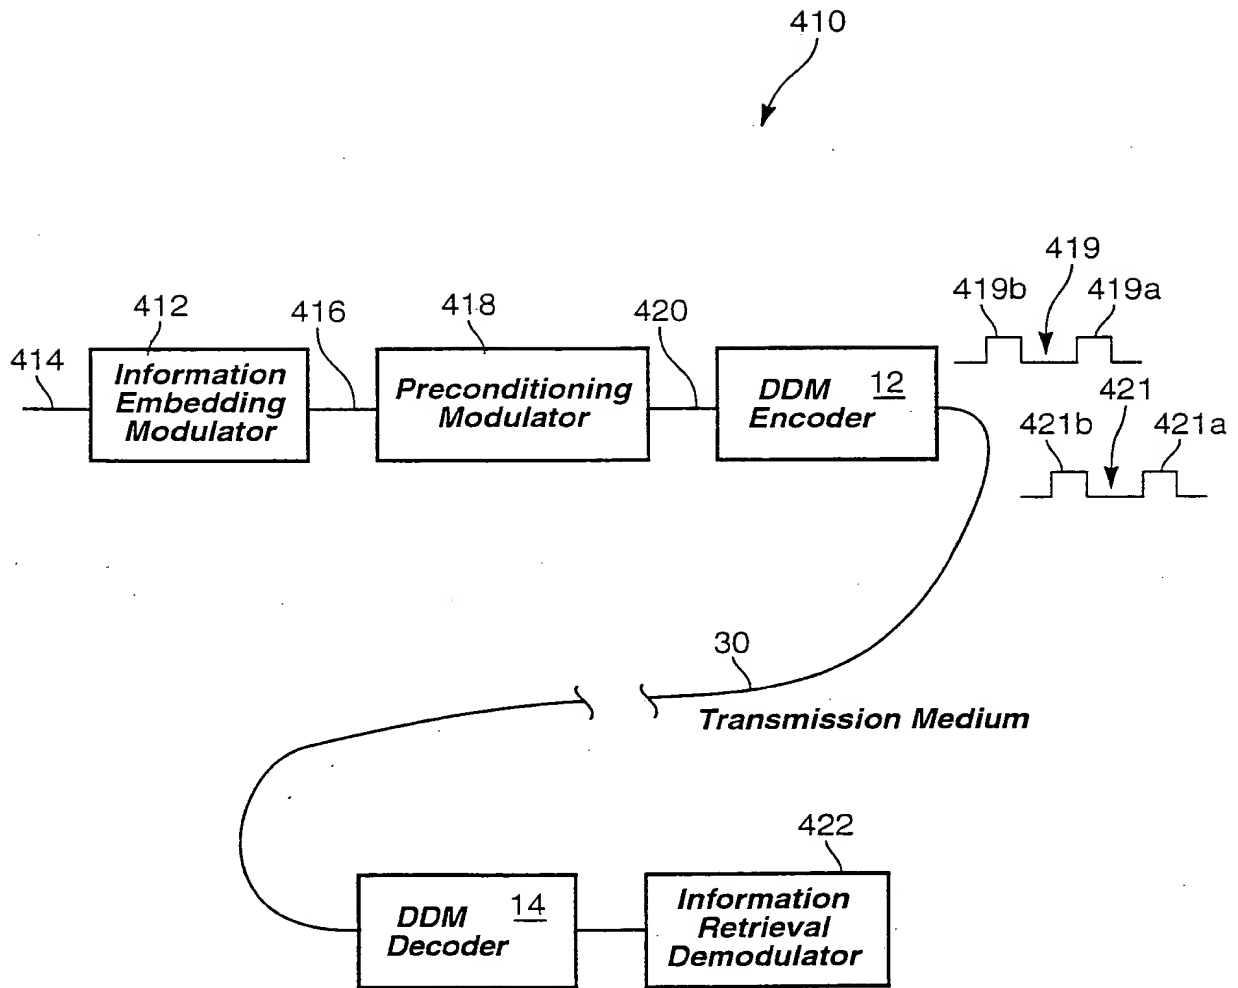 410
419
419b 419a
412 416 418 420
414
Information
Embedding
Modulator
Preconditioning
Modulator
DDM 12
Encoder
421
421b 421a
30
Transmission Medium
422
DDM 14
Decoder
Information
Retrieval
Demodulator